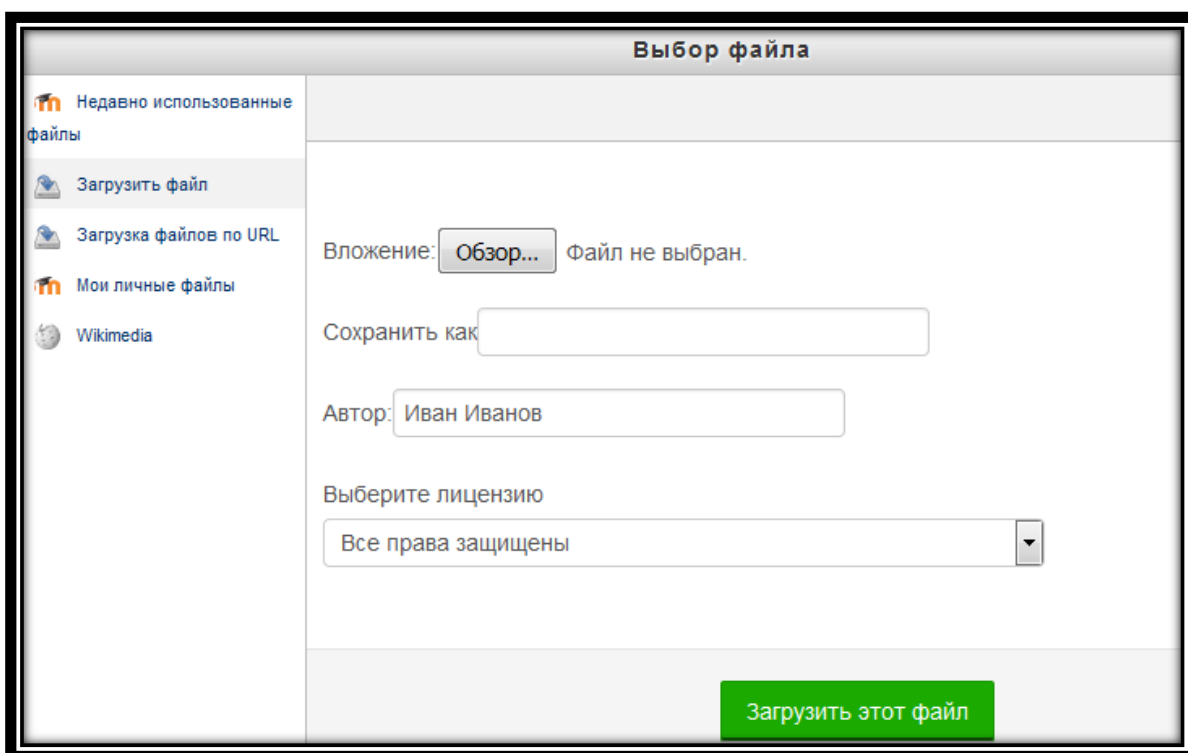 Выбор файла
Недавно использованные
файлы
Загрузить файл
Загрузка файлов по URL
Мои личные файлы
Wikimedia
Вложение: Обзор... Файл не выбран.
Сохранить как
Автор: Иван Иванов
Выберите лицензию
Все права защищены
Загрузить этот файл